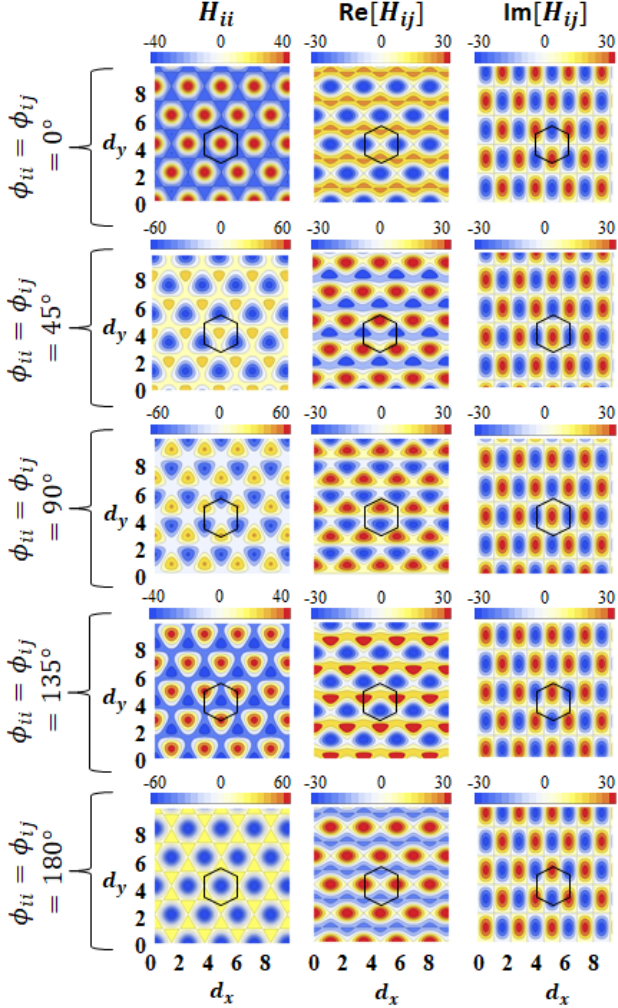 H_ii Re[H_ij] Im[H_ij]
-40 0 40 -30 0 30 -30 0 30
ϕ_ii = ϕ_ij
= 0°
d_y
8
6
4
2
0
-60 0 60 -30 0 30 -30 0 30
ϕ_ii = ϕ_ij
= 45°
d_y
8
6
4
2
0
-60 0 60 -30 0 30 -30 0 30
ϕ_ii = ϕ_ij
= 90°
d_y
8
6
4
2
0
-40 0 40 -30 0 30 -30 0 30
ϕ_ii = ϕ_ij
= 135°
d_y
8
6
4
2
0
-60 0 60 -30 0 30 -30 0 30
ϕ_ii = ϕ_ij
= 180°
d_y
8
6
4
2
0
0 2 4 6 8 0 2 4 6 8 0 2 4 6 8
d_x d_x d_x